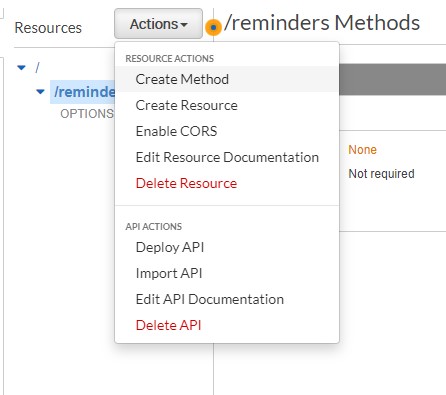 Resources
Actions
/reminders Methods
/
/reminde
OPTIONS
RESOURCE ACTIONS
Create Method
Create Resource
Enable CORS
Edit Resource Documentation
Delete Resource
None
Not required
API ACTIONS
Deploy API
Import API
Edit API Documentation
Delete API